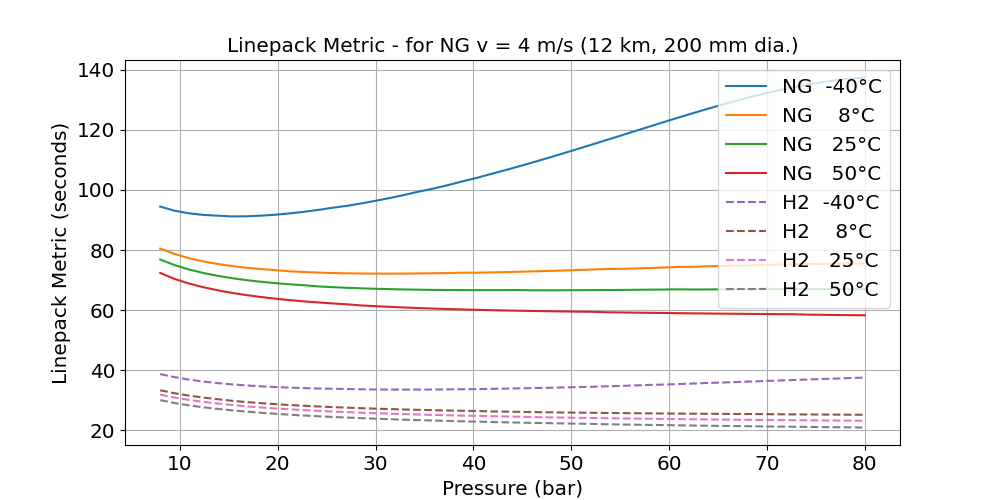 Linepack Metric - for NG v = 4 m/s (12 km, 200 mm dia.)
Linepack Metric (seconds)
140
120
100
80
60
40
20
NG -40°C
NG 8°C
NG 25°C
NG 50°C
H2 -40°C
H2 8°C
H2 25°C
H2 50°C
10 20 30 40 50 60 70 80
Pressure (bar)